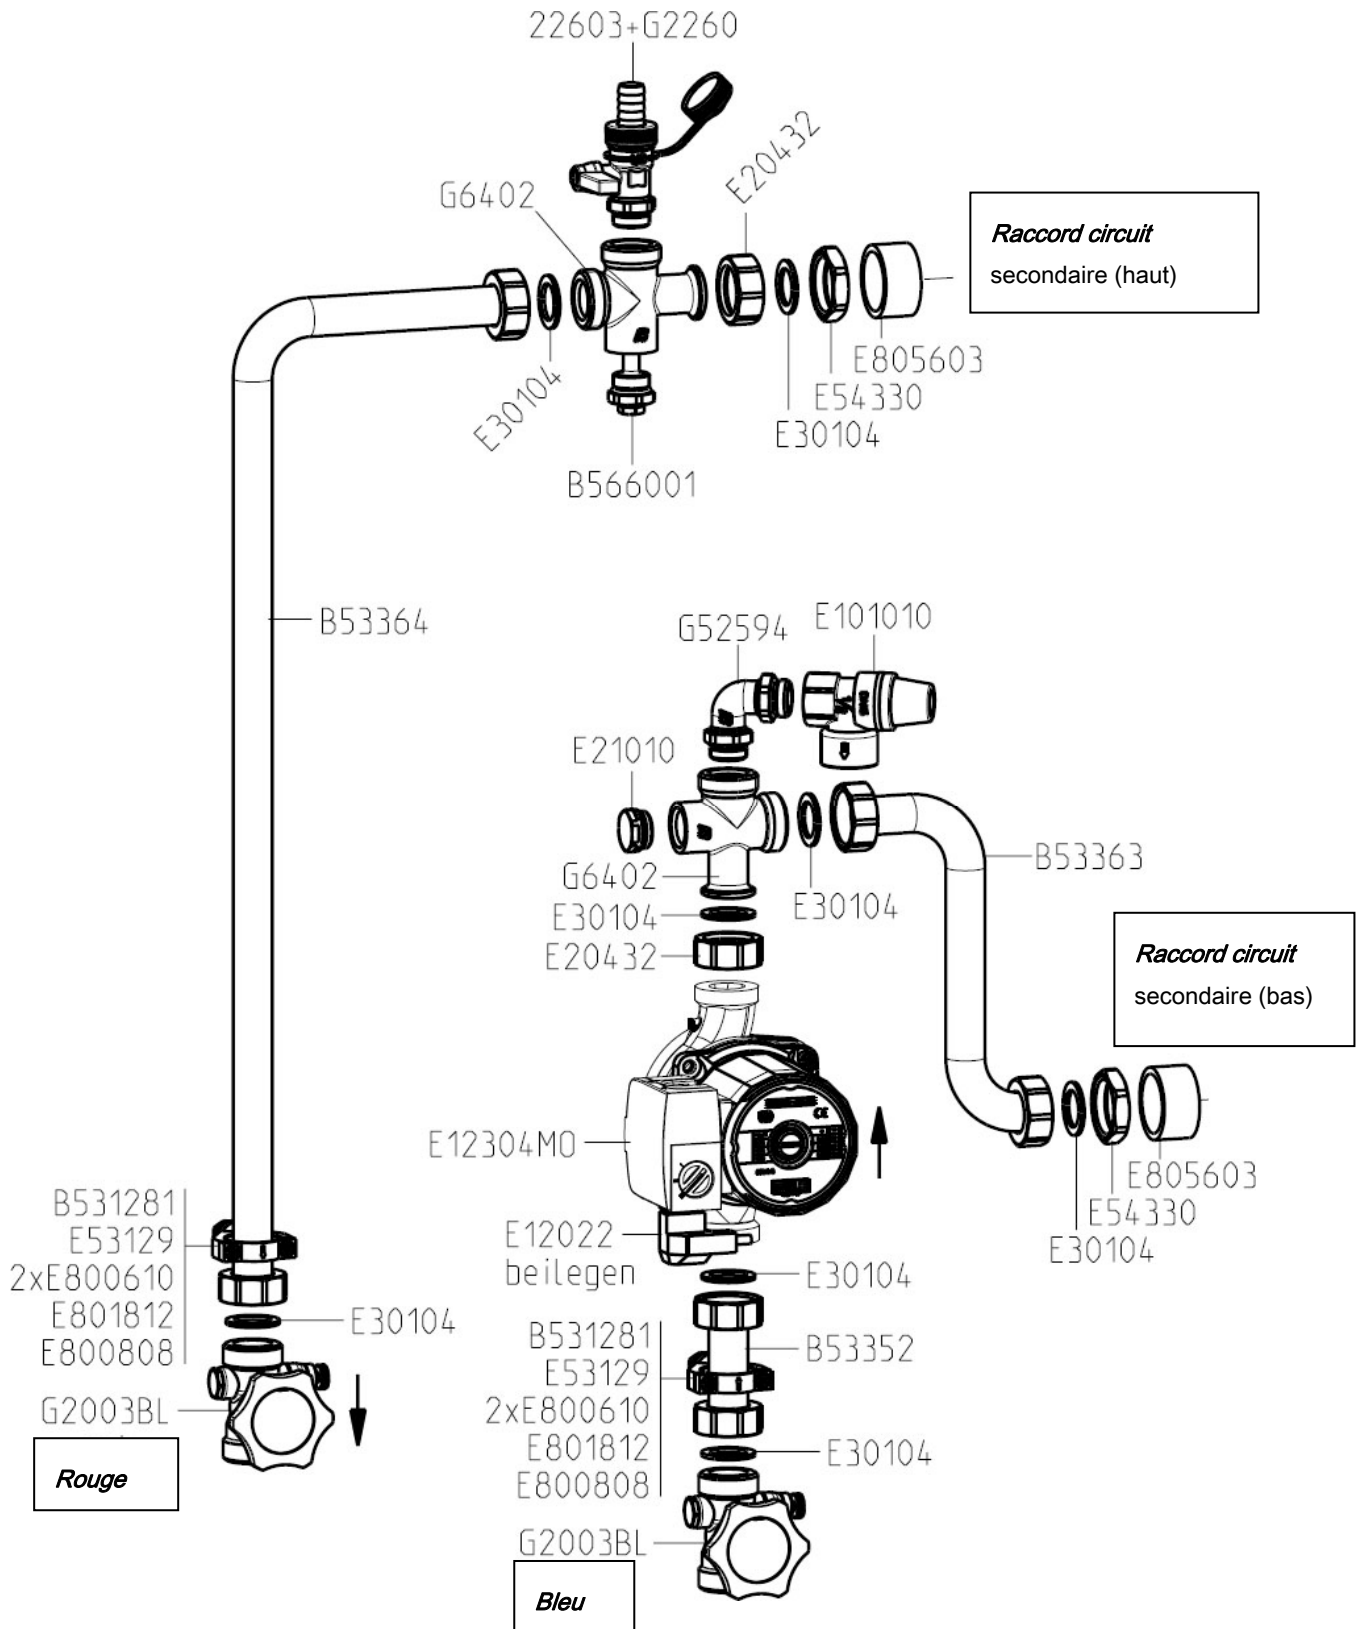 22603+G2260
E20432
G6402
Raccord circuit
secondaire (haut)
E805603
E54330
E30104
E30104
B566001
B53364
G52594
E101010
E21010
B53363
G6402
E30104
E30104
E20432
Raccord circuit
secondaire (bas)
E12304M0
CE
E805603
E54330
E30104
B531281
E53129
2xE800610
E801812
E800808
E30104
G2003BL
Rouge
E12022
beilegen
E30104
B531281
E53129
2xE800610
E801812
E800808
B53352
E30104
G2003BL
Bleu